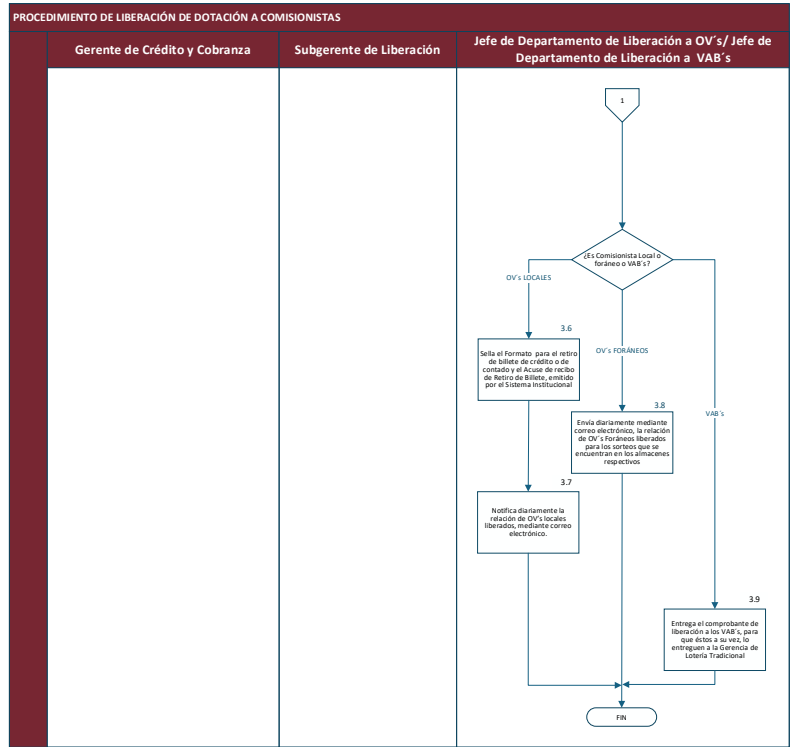 PROCEDIMIENTO DE LIBERACIÓN DE DOTACIÓN A COMISIONISTAS
Gerente de Crédito y Cobranza
Subgerente de Liberación
Jefe de Departamento de Liberación a OV´s/ Jefe de
Departamento de Liberación a VAB´s
1
¿Es Comisionista Local o
foráneo o VAB´s?
OV´s LOCALES
OV´s FORÁNEOS
VAB´s
3.6
Sella el Formato para el retiro
de billete de crédito o de
contado y el Acuse de recibo
de Retiro de Billete, emitido
por el Sistema Institucional
3.8
Envía diariamente mediante
correo electrónico, la relación
de OV´s Foráneos liberados
para los sorteos que se
encuentran en los almacenes
respectivos
3.7
Notifica diariamente la
relación de OV's locales
liberados, mediante correo
electrónico.
3.9
Entrega el comprobante de
liberación a los VAB´s, para
que éstos a su vez, lo
entreguen a la Gerencia de
Lotería Tradicional
FIN